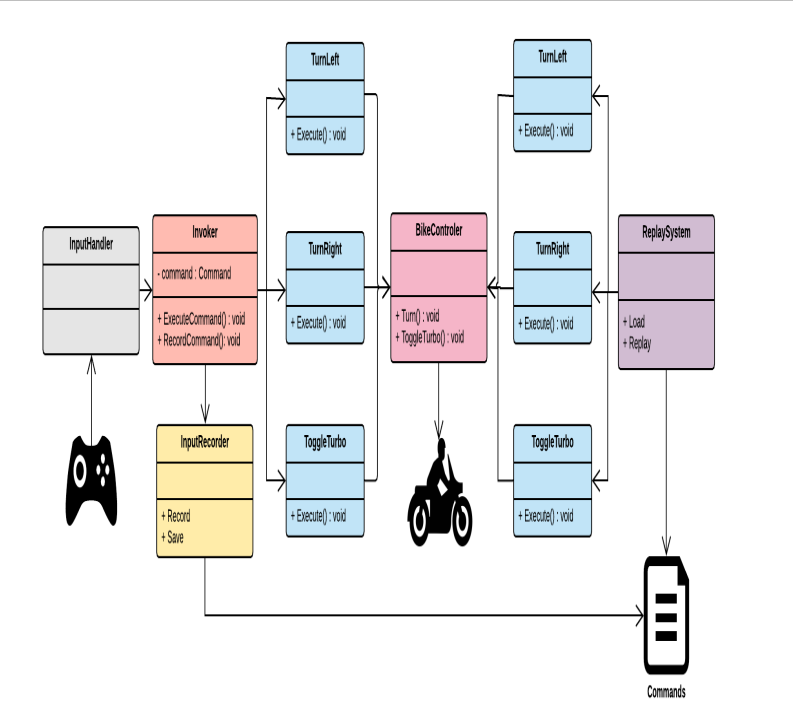 InputHandler
Invoker
- command : Command
+ ExecuteCommand() : void
+ RecordCommand(): void
InputRecorder
+ Record
+ Save
TurnLeft
+ Execute() : void
TurnRight
+ Execute() : void
ToggleTurbo
+ Execute() : void
BikeControler
+ Turn() : void
+ ToggleTurbo() : void
TurnLeft
+ Execute() : void
TurnRight
+ Execute() : void
ToggleTurbo
+ Execute() : void
ReplaySystem
+ Load
+ Replay
Commands